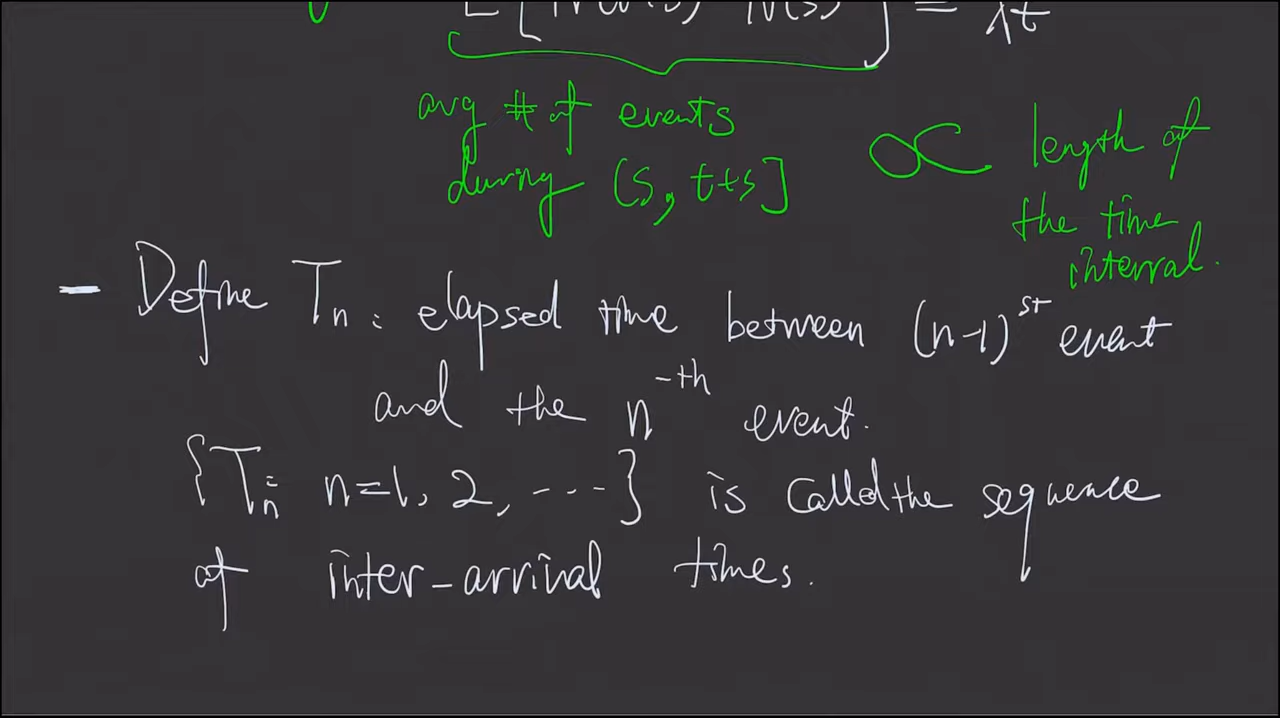 E[N(t+s) - N(s)] = λt
avg # of events
during (s, t+s]
∝ length of
the time
interval.
- Define Tn: elapsed time between (n-1)^st event
and the n^-th event.
{Tn: n=1, 2, ...} is called the sequence
of inter-arrival times.